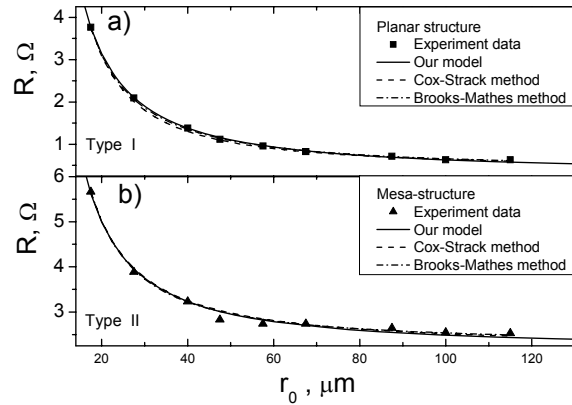 a)
R, Ω
4
3
2
1
Type I
Planar structure
Experiment data
Our model
Cox-Strack method
Brooks-Mathes method
b)
R, Ω
6
5
4
3
Type II
Mesa-structure
Experiment data
Our model
Cox-Strack method
Brooks-Mathes method
20 40 60 80 100 120
r0 , μm